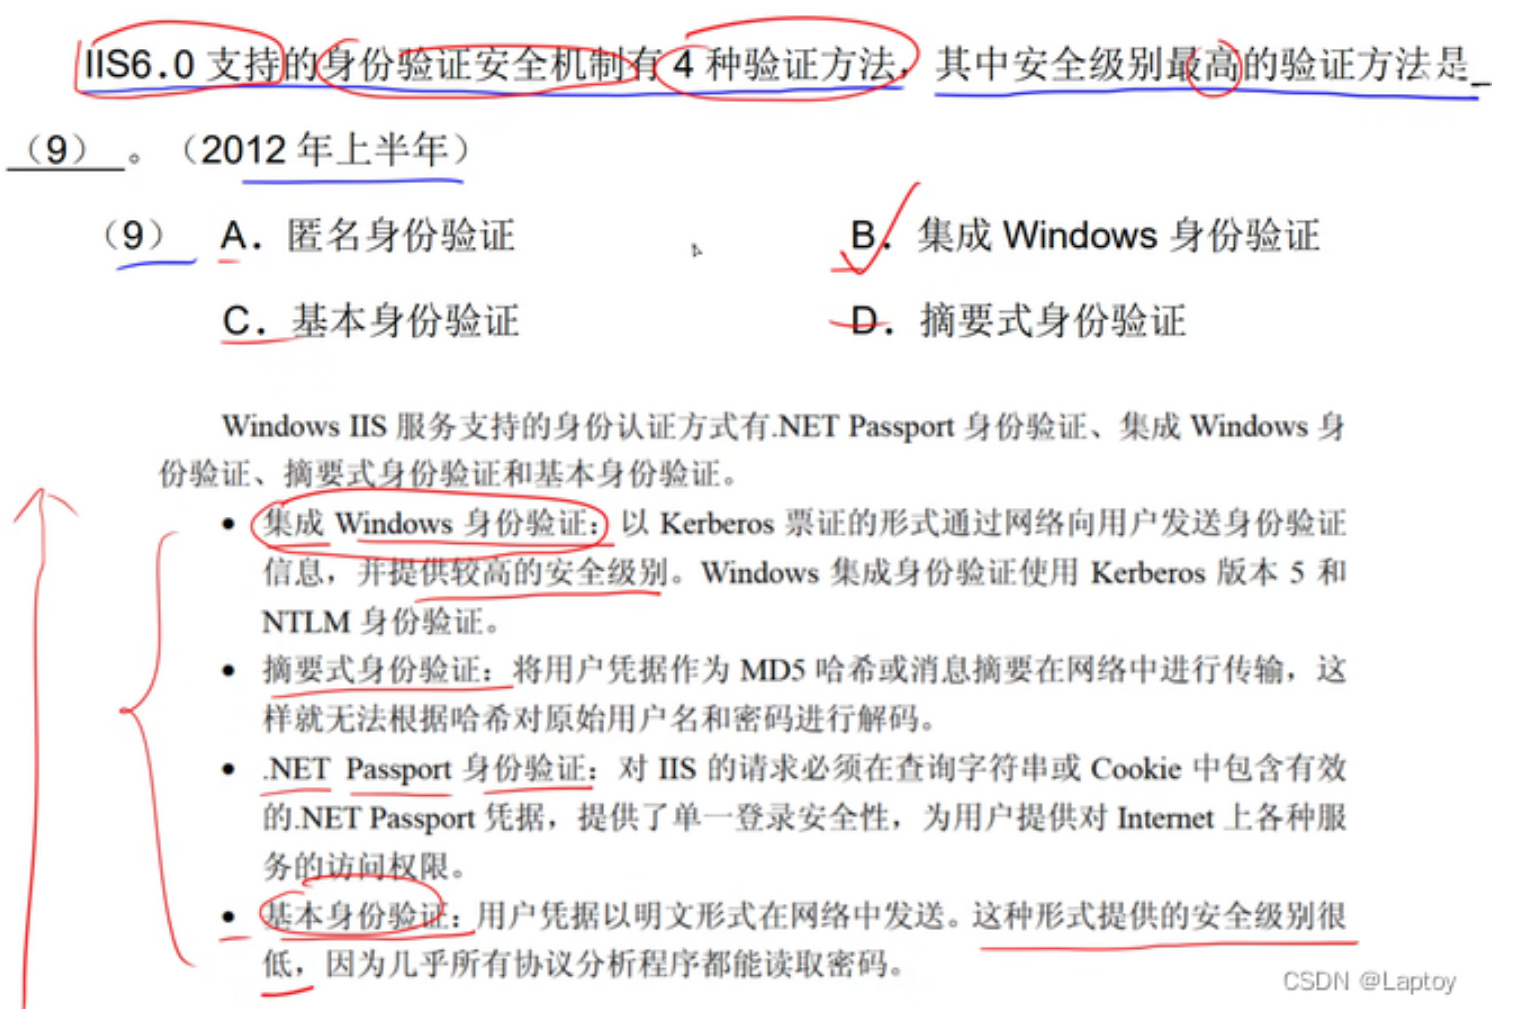 IIS6.0 支持的身份验证安全机制有 4 种验证方法，其中安全级别最高的验证方法是_
（9） 。（2012 年上半年）
（9） A． 匿名身份验证 B． 集成 Windows 身份验证
C． 基本身份验证 D． 摘要式身份验证
Windows IIS 服务支持的身份认证方式有.NET Passport 身份验证、集成 Windows 身
份验证、摘要式身份验证和基本身份验证。
● 集成 Windows 身份验证：以 Kerberos 票证的形式通过网络向用户发送身份验证
信息，并提供较高的安全级别。Windows 集成身份验证使用 Kerberos 版本 5 和
NTLM 身份验证。
● 摘要式身份验证：将用户凭据作为 MD5 哈希或消息摘要在网络中进行传输，这
样就无法根据哈希对原始用户名和密码进行解码。
● .NET Passport 身份验证：对 IIS 的请求必须在查询字符串或 Cookie 中包含有效
的.NET Passport 凭据，提供了单一登录安全性，为用户提供对 Internet 上各种服
务的访问权限。
● 基本身份验证：用户凭据以明文形式在网络中发送。这种形式提供的安全级别很
低，因为几乎所有协议分析程序都能读取密码。
CSDN @Laptoy